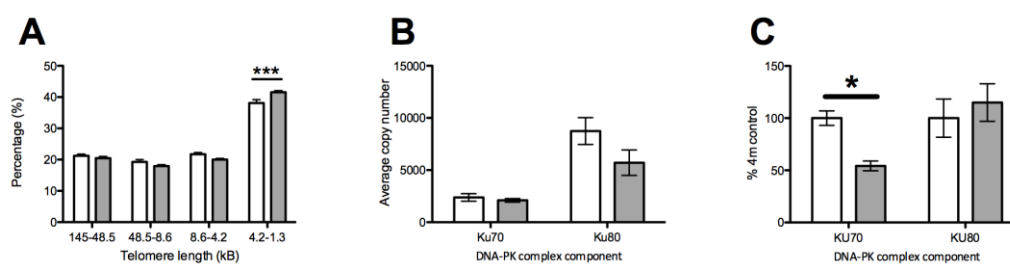 A
Percentage (%)
50
40
30
20
10
0
***
145-48.5
48.5-8.6
8.6-4.2
4.2-1.3
Telomere length (kB)
B
Average copy number
15000
10000
5000
0
Ku70
Ku80
DNA-PK complex component
C
% 4m control
150
100
50
0
*
KU70
KU80
DNA-PK complex component